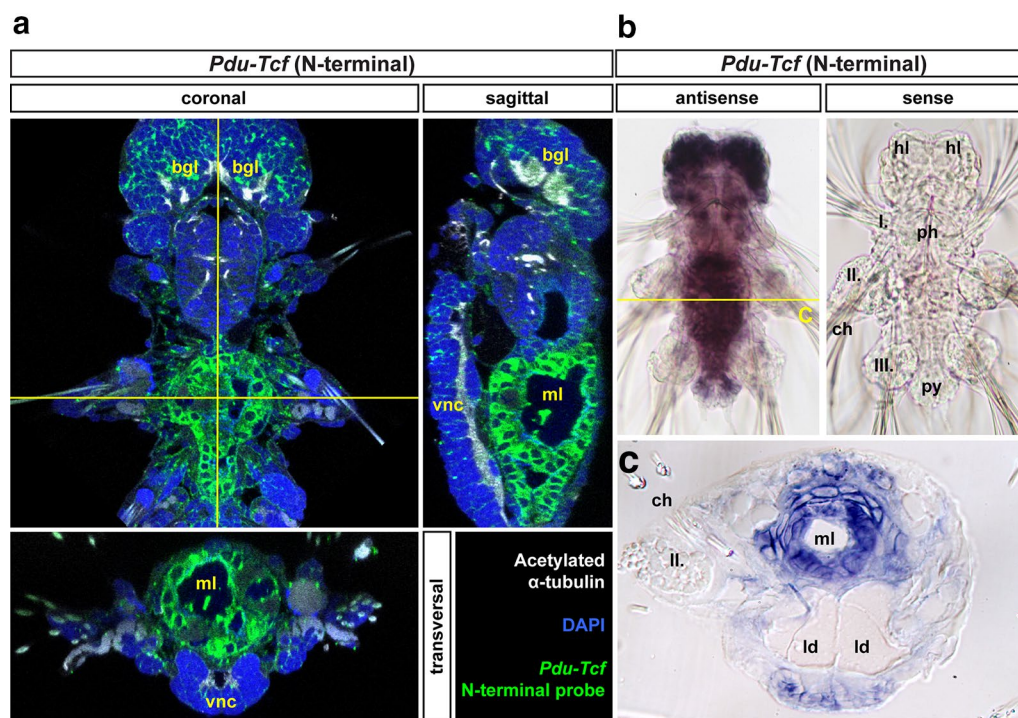 a
Pdu-Tcf (N-terminal)
coronal
sagittal
bgl
bgl
bgl
vnc
ml
ml
vnc
transversal
Acetylated
α-tubulin
DAPI
Pdu-Tcf
N-terminal probe
b
Pdu-Tcf (N-terminal)
antisense
sense
C
hl
hl
I.
ph
II.
ch
III.
py
c
ch
II.
ml
ld
ld